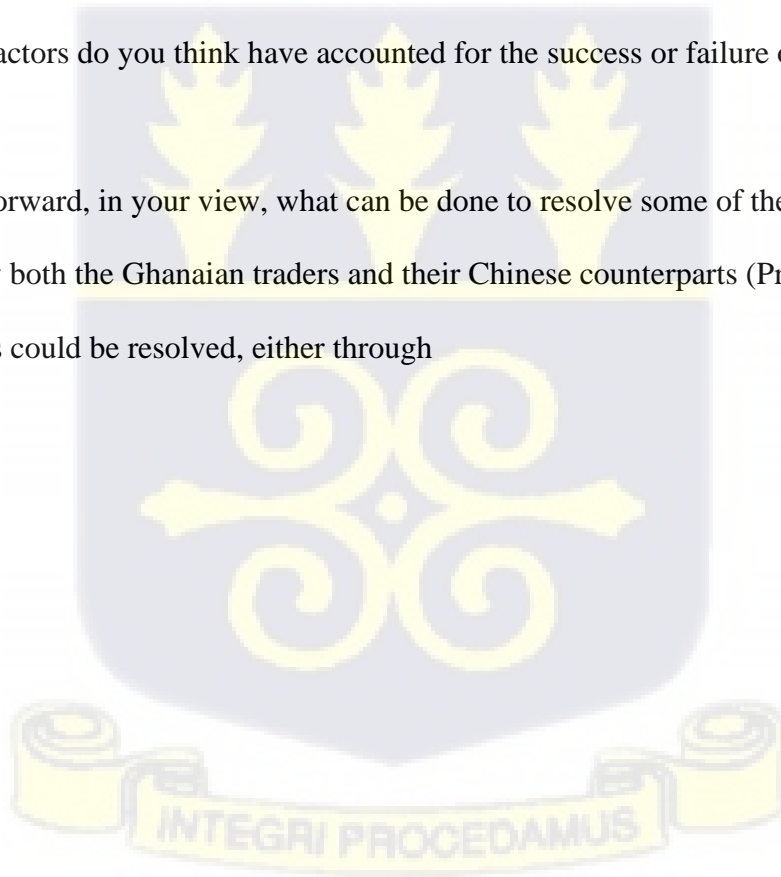 actors do you think have accounted for the success or failure
orward, in your view, what can be done to resolve some of the
both the Ghanaian traders and their Chinese counterparts (Pr
s could be resolved, either through
INTEGRI PROCEDAMUS